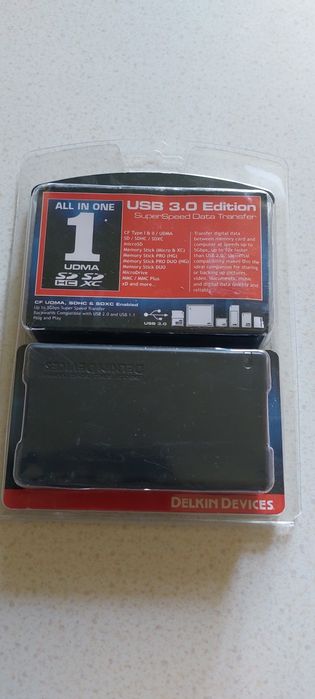 ALL IN ONE
1
UDMA
SD HC SD XC
USB 3.0 Edition
SuperSpeed Data Transfer
CF Type I & II / UDMA
SD / SDHC / SDXC
MicroSD
Memory Stick (Micro & XC)
Memory Stick PRO (HG)
Memory Stick PRO DUO (HG)
Memory Stick DUO
MicroDrive
MMC / MMC Plus
xD and more...
Transfer digital data
between memory card and
computer at speeds up to
5Gbps, up to 10x faster
than USB 2.0. Universal
compatibility makes this the
ideal companion for sharing
or backing up pictures,
video, documents, music
and digital data quickly and
reliably.
CF UDMA, SDHC & SDXC Enabled
Up to 5Gbps Super Speed Transfer
Backwards Compatible with USB 2.0 and USB 1.1
Plug and Play
USB 3.0
DELKIN DEVICES
DELKIN DEVICES